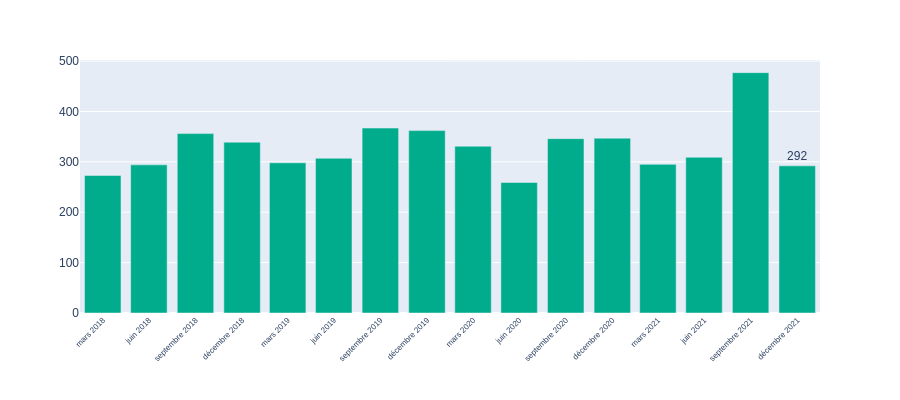 500
400
300
200
100
0
292
mars 2018
juin 2018
septembre 2018
décembre 2018
mars 2019
juin 2019
septembre 2019
décembre 2019
mars 2020
juin 2020
septembre 2020
décembre 2020
mars 2021
juin 2021
septembre 2021
décembre 2021